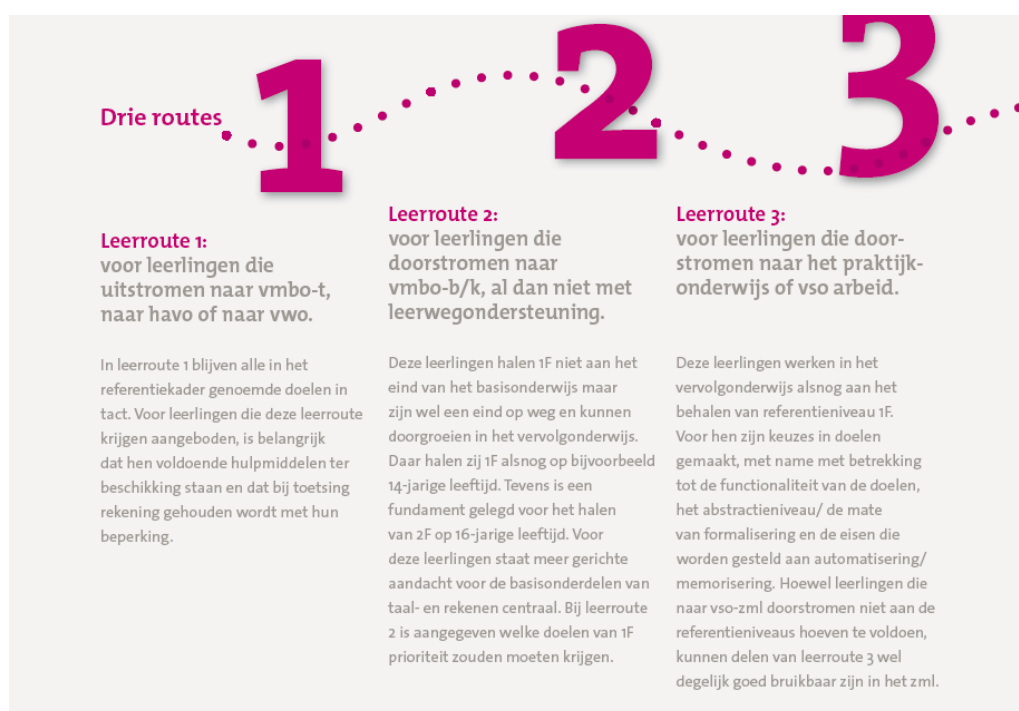 Drie routes
1
2
3
Leerroute 1:
voor leerlingen die
uitstromen naar vmbo-t,
naar havo of naar vwo.
In leerroute 1 blijven alle in het
referentiekader genoemde doelen in
tact. Voor leerlingen die deze leerroute
krijgen aangeboden, is belangrijk
dat hen voldoende hulpmiddelen ter
beschikking staan en dat bij toetsing
rekening gehouden wordt met hun
beperking.
Leerroute 2:
voor leerlingen die
doorstromen naar
vmbo-b/k, al dan niet met
leerwegondersteuning.
Deze leerlingen halen 1F niet aan het
eind van het basisonderwijs maar
zijn wel een eind op weg en kunnen
doorgroeien in het vervolgonderwijs.
Daar halen zij 1F alsnog op bijvoorbeeld
14-jarige leeftijd. Tevens is een
fundament gelegd voor het halen
van 2F op 16-jarige leeftijd. Voor
deze leerlingen staat meer gerichte
aandacht voor de basisonderdelen van
taal- en rekenen centraal. Bij leerroute
2 is aangegeven welke doelen van 1F
prioriteit zouden moeten krijgen.
Leerroute 3:
voor leerlingen die door-
stromen naar het praktijk-
onderwijs of vso arbeid.
Deze leerlingen werken in het
vervolgonderwijs alsnog aan het
behalen van referentieniveau 1F.
Voor hen zijn keuzes in doelen
gemaakt, met name met betrekking
tot de functionaliteit van de doelen,
het abstractieniveau/ de mate
van formalisering en de eisen die
worden gesteld aan automatisering/
memorisering. Hoewel leerlingen die
naar vso-zml doorstromen niet aan de
referentieniveaus hoeven te voldoen,
kunnen delen van leerroute 3 wel
degelijk goed bruikbaar zijn in het zml.